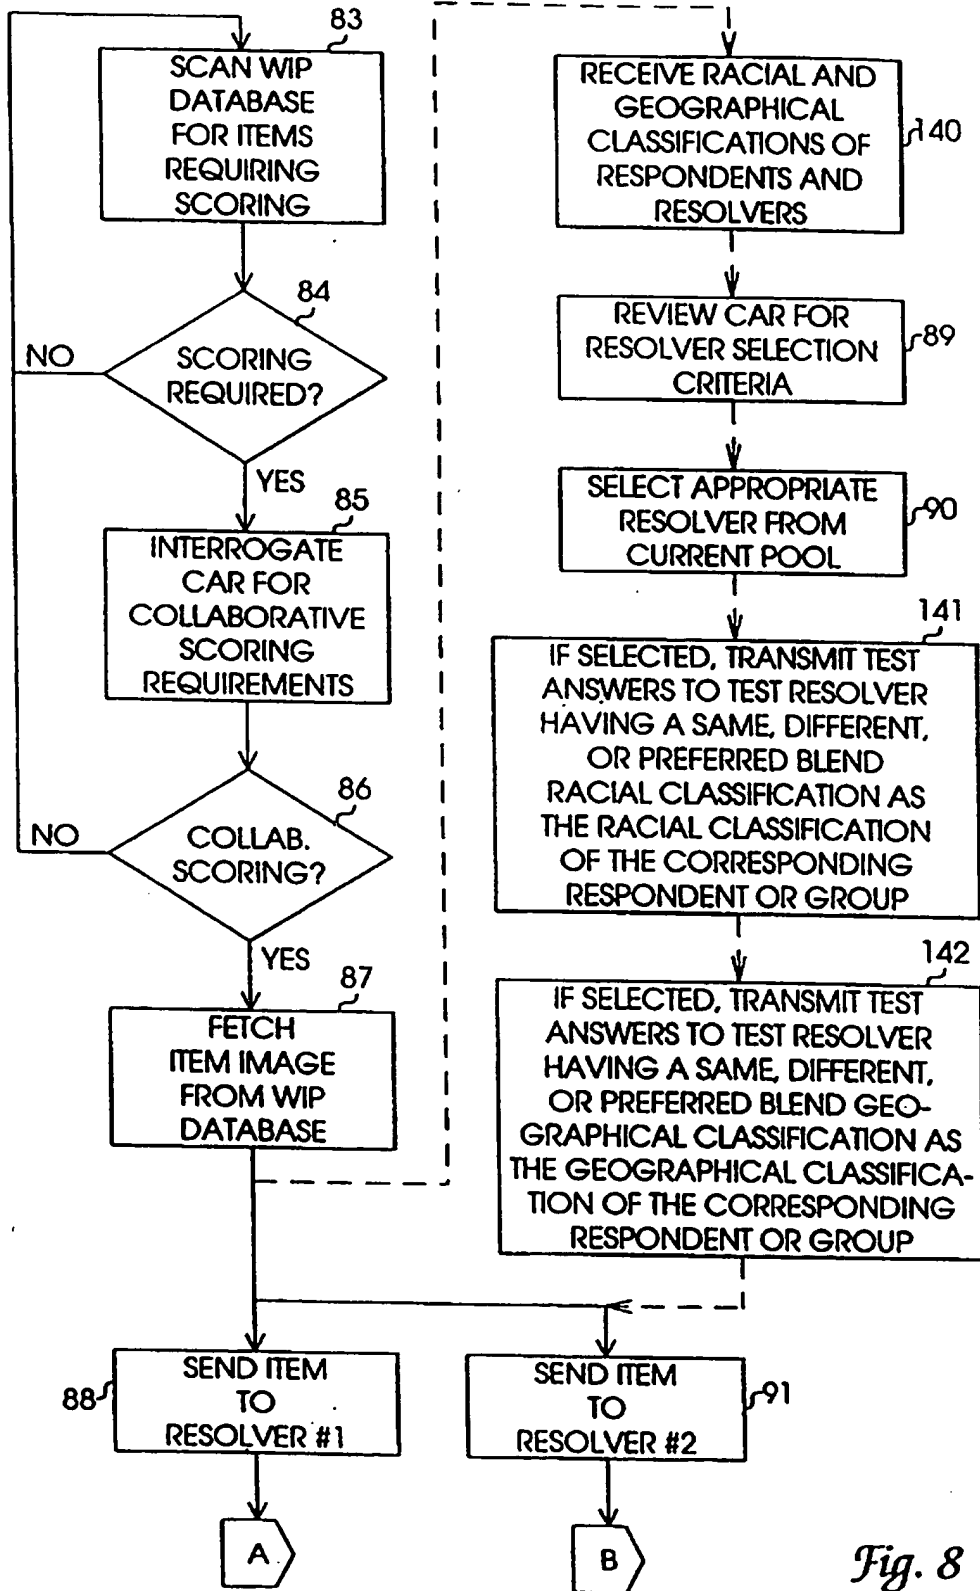 83
SCAN WIP
DATABASE
FOR ITEMS
REQUIRING
SCORING
84
NO
SCORING
REQUIRED?
YES
85
INTERROGATE
CAR FOR
COLLABORATIVE
SCORING
REQUIREMENTS
86
NO
COLLAB.
SCORING?
YES
87
FETCH
ITEM IMAGE
FROM WIP
DATABASE
88
SEND ITEM
TO
RESOLVER #1
A
RECEIVE RACIAL AND
GEOGRAPHICAL
CLASSIFICATIONS OF
RESPONDENTS AND
RESOLVERS
140
REVIEW CAR FOR
RESOLVER SELECTION
CRITERIA
89
SELECT APPROPRIATE
RESOLVER FROM
CURRENT POOL
90
141
IF SELECTED, TRANSMIT TEST
ANSWERS TO TEST RESOLVER
HAVING A SAME, DIFFERENT,
OR PREFERRED BLEND
RACIAL CLASSIFICATION AS
THE RACIAL CLASSIFICATION
OF THE CORRESPONDING
RESPONDENT OR GROUP
142
IF SELECTED, TRANSMIT TEST
ANSWERS TO TEST RESOLVER
HAVING A SAME, DIFFERENT,
OR PREFERRED BLEND GEO-
GRAPHICAL CLASSIFICATION AS
THE GEOGRAPHICAL CLASSIFICA-
TION OF THE CORRESPONDING
RESPONDENT OR GROUP
SEND ITEM
TO
RESOLVER #2
91
B
Fig. 8